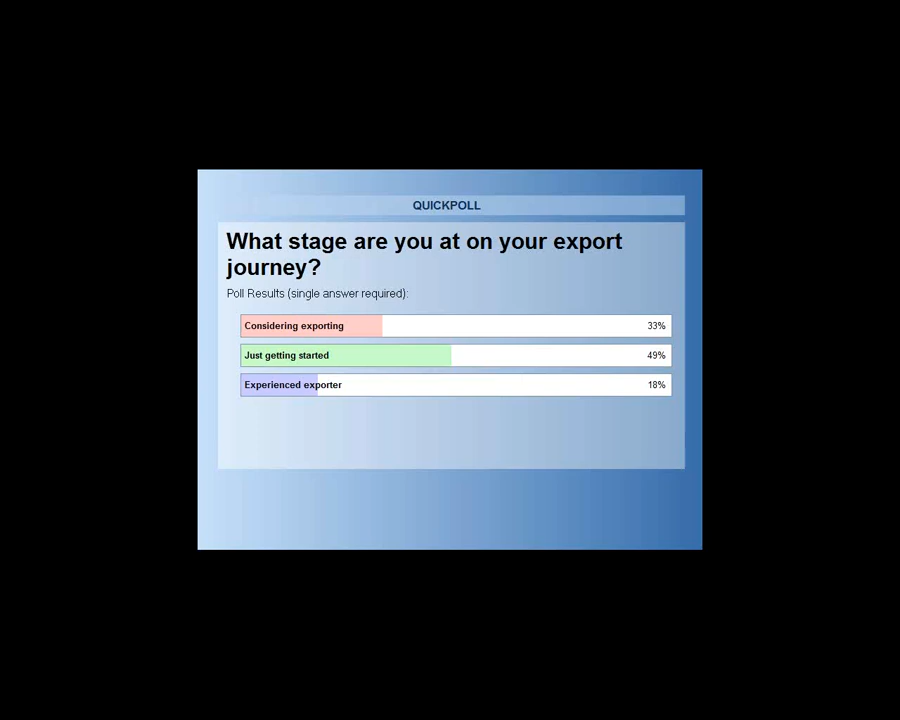 QUICKPOLL
What stage are you at on your export
journey?
Poll Results (single answer required):
Considering exporting 33%
Just getting started 49%
Experienced exporter 18%